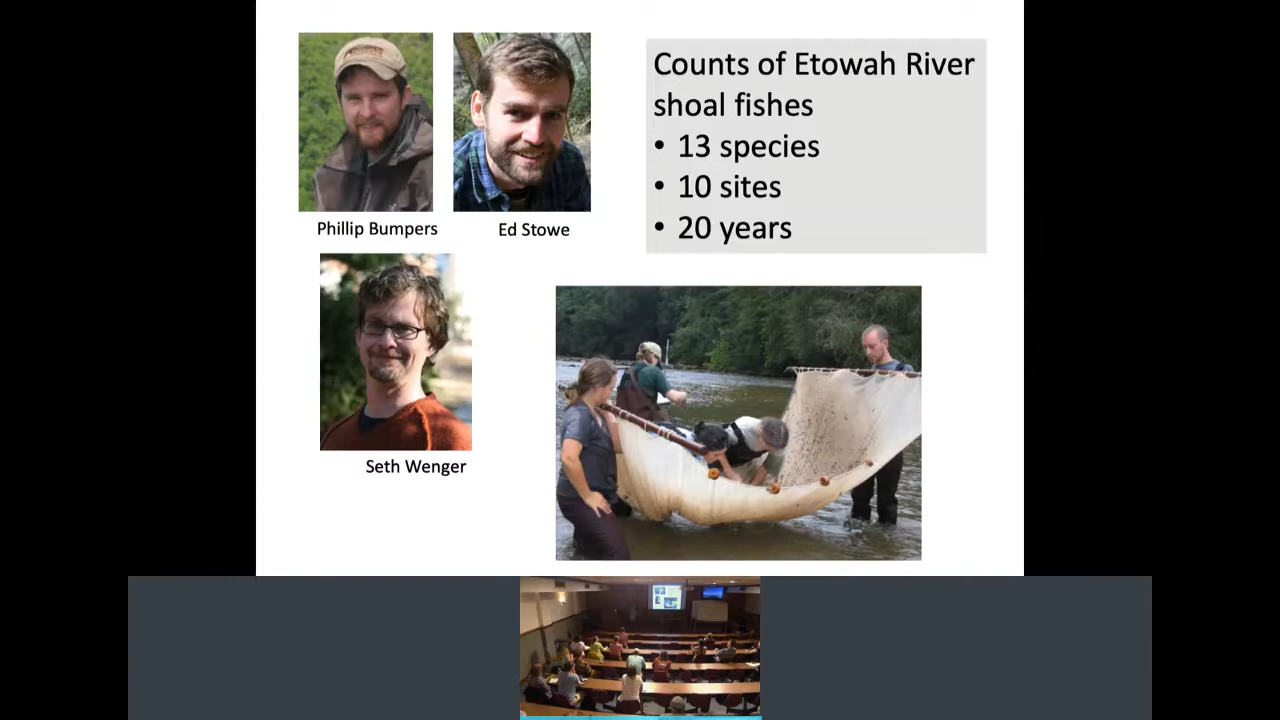 Counts of Etowah River
shoal fishes
• 13 species
• 10 sites
• 20 years
Phillip Bumpers
Ed Stowe
Seth Wenger